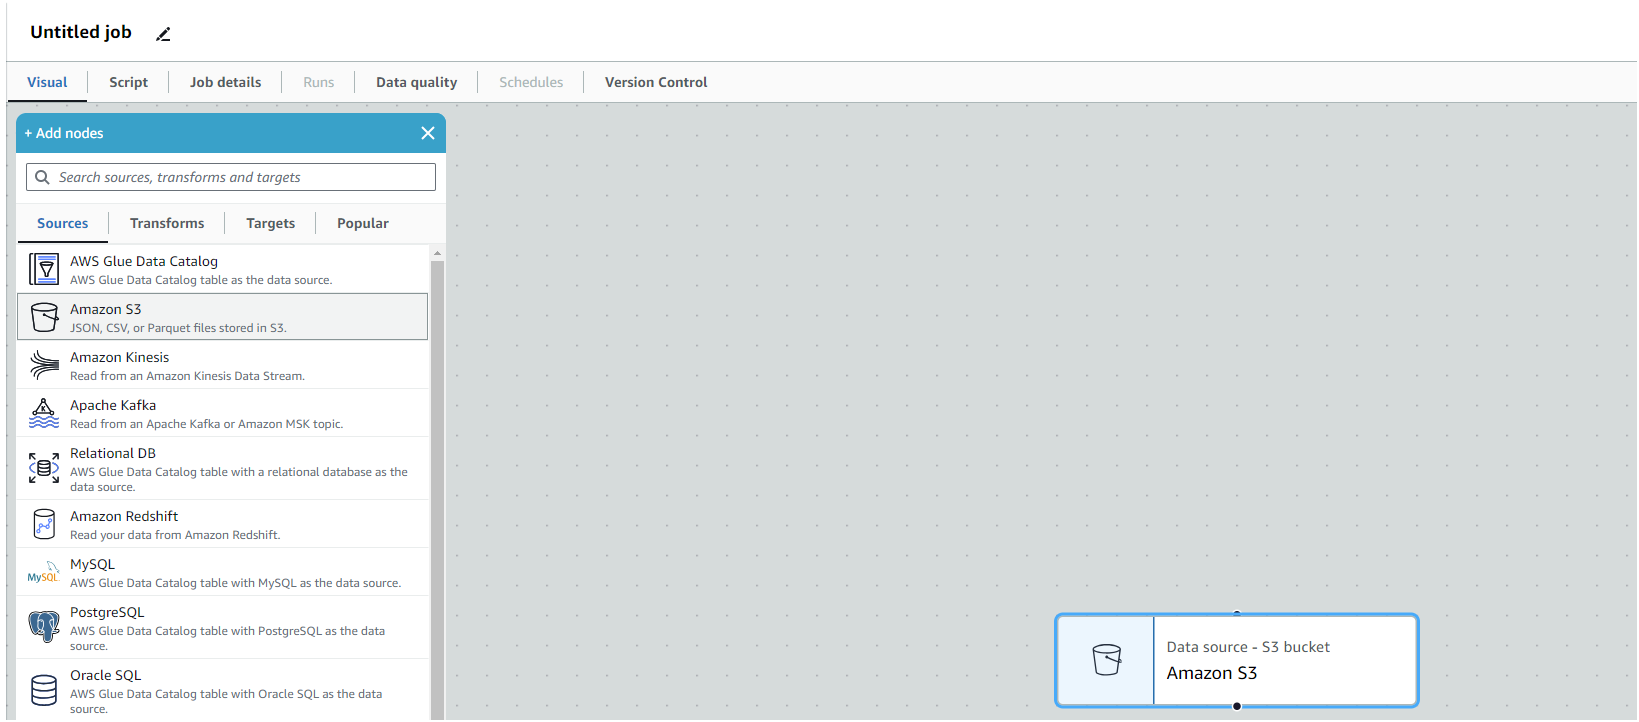 Untitled job
Visual
Script
Job details
Runs
Data quality
Schedules
Version Control
+ Add nodes
Search sources, transforms and targets
Sources
Transforms
Targets
Popular
AWS Glue Data Catalog
AWS Glue Data Catalog table as the data source.
Amazon S3
JSON, CSV, or Parquet files stored in S3.
Amazon Kinesis
Read from an Amazon Kinesis Data Stream.
Apache Kafka
Read from an Apache Kafka or Amazon MSK topic.
Relational DB
AWS Glue Data Catalog table with a relational database as the
data source.
Amazon Redshift
Read your data from Amazon Redshift.
MySQL
MySQL
AWS Glue Data Catalog table with MySQL as the data source.
PostgreSQL
AWS Glue Data Catalog table with PostgreSQL as the data
source.
Oracle SQL
AWS Glue Data Catalog table with Oracle SQL as the data
source.
Data source - S3 bucket
Amazon S3